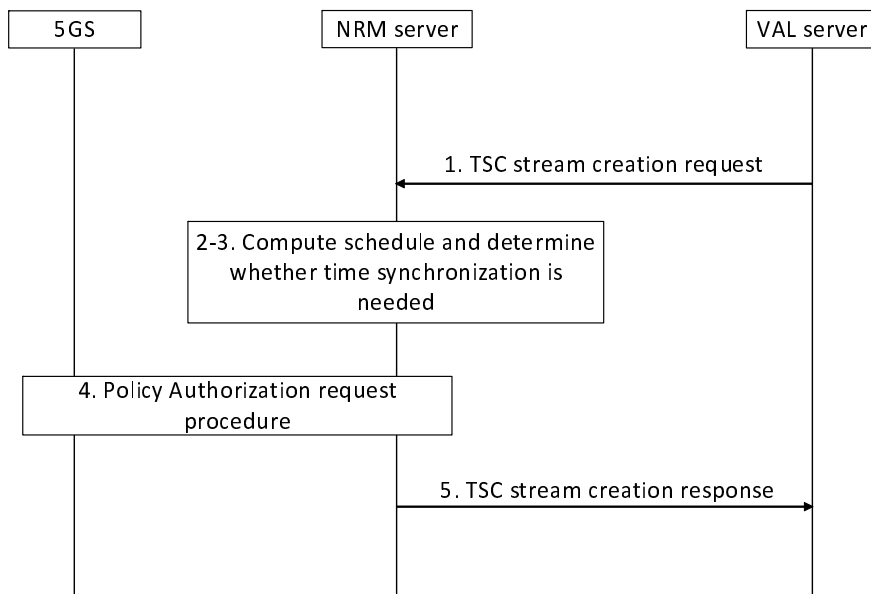 5GS
NRM server
VAL server
1. TSC stream creation request
2-3. Compute schedule and determine
whether time synchronization is
needed
4. Policy Authorization request
procedure
5. TSC stream creation response